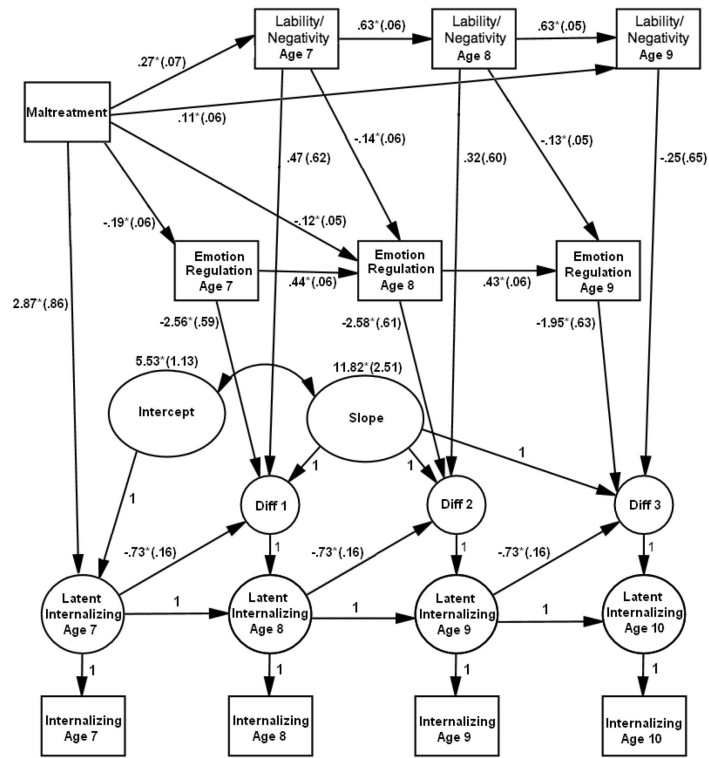 Lability/
Negativity
Age 7
.63*(.06)
Lability/
Negativity
Age 8
.63*(.05)
Lability/
Negativity
Age 9
.27*(.07)
Maltreatment
.11*(.06)
-.14*(.06)
-.13*(.05)
.47(.62)
.32(.60)
-.25(.65)
-.19*(.06)
-.12*(.05)
Emotion
Regulation
Age 7
.44*(.06)
Emotion
Regulation
Age 8
.43*(.06)
Emotion
Regulation
Age 9
2.87*(.86)
-2.56*(.59)
-2.58*(.61)
-1.95*(.63)
5.53*(1.13)
11.82*(2.51)
Intercept
Slope
1
1
1
1
Diff 1
Diff 2
Diff 3
-.73*(.16)
1
-.73*(.16)
1
-.73*(.16)
1
Latent
Internalizing
Age 7
1
Latent
Internalizing
Age 8
1
Latent
Internalizing
Age 9
1
Latent
Internalizing
Age 10
1
1
1
1
Internalizing
Age 7
Internalizing
Age 8
Internalizing
Age 9
Internalizing
Age 10